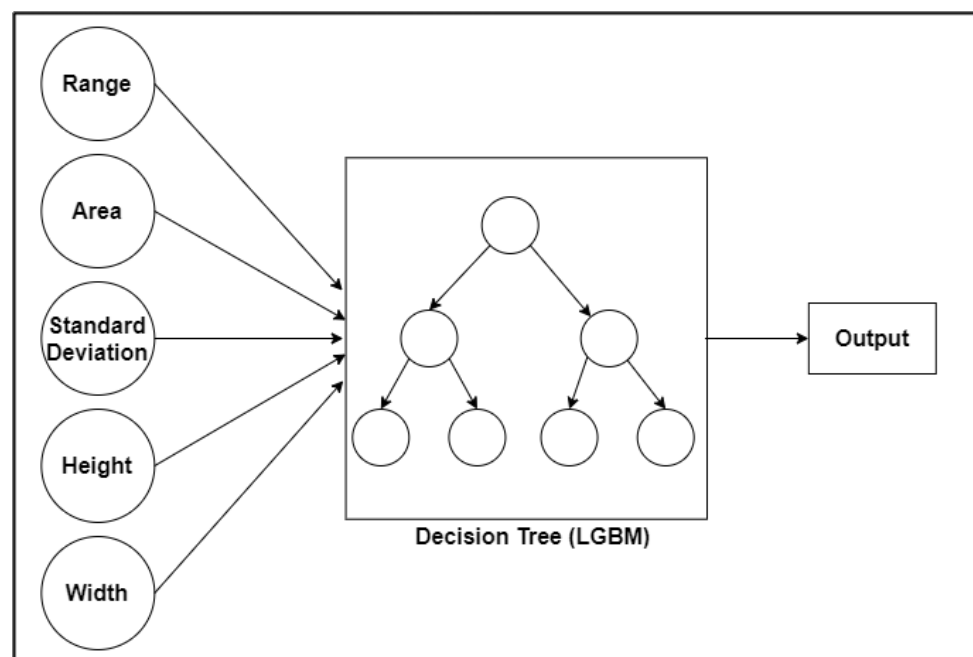 Range
Area
Standard
Deviation
Height
Width
Decision Tree (LGBM)
Output